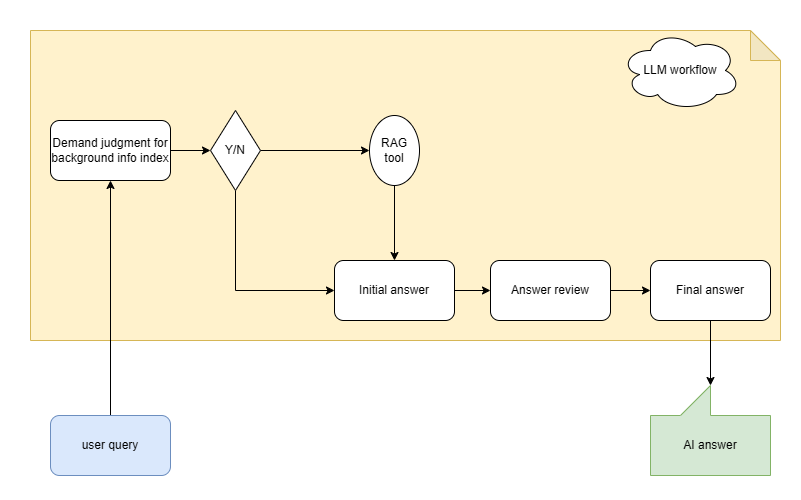 LLM workflow
Demand judgment for
background info index
Y/N
RAG
tool
Initial answer
Answer review
Final answer
user query
AI answer